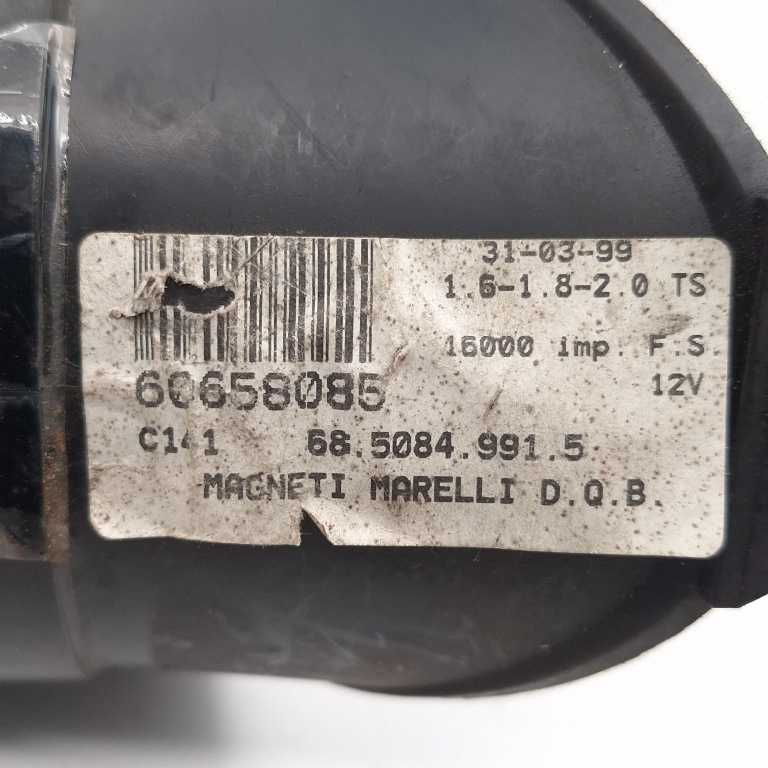 31-03-99
1.6-1.8-2.0 TS
16000 imp. F.S.
12V
60658085
C141 68.5084.991.5
MAGNETI MARELLI D.Q.B.